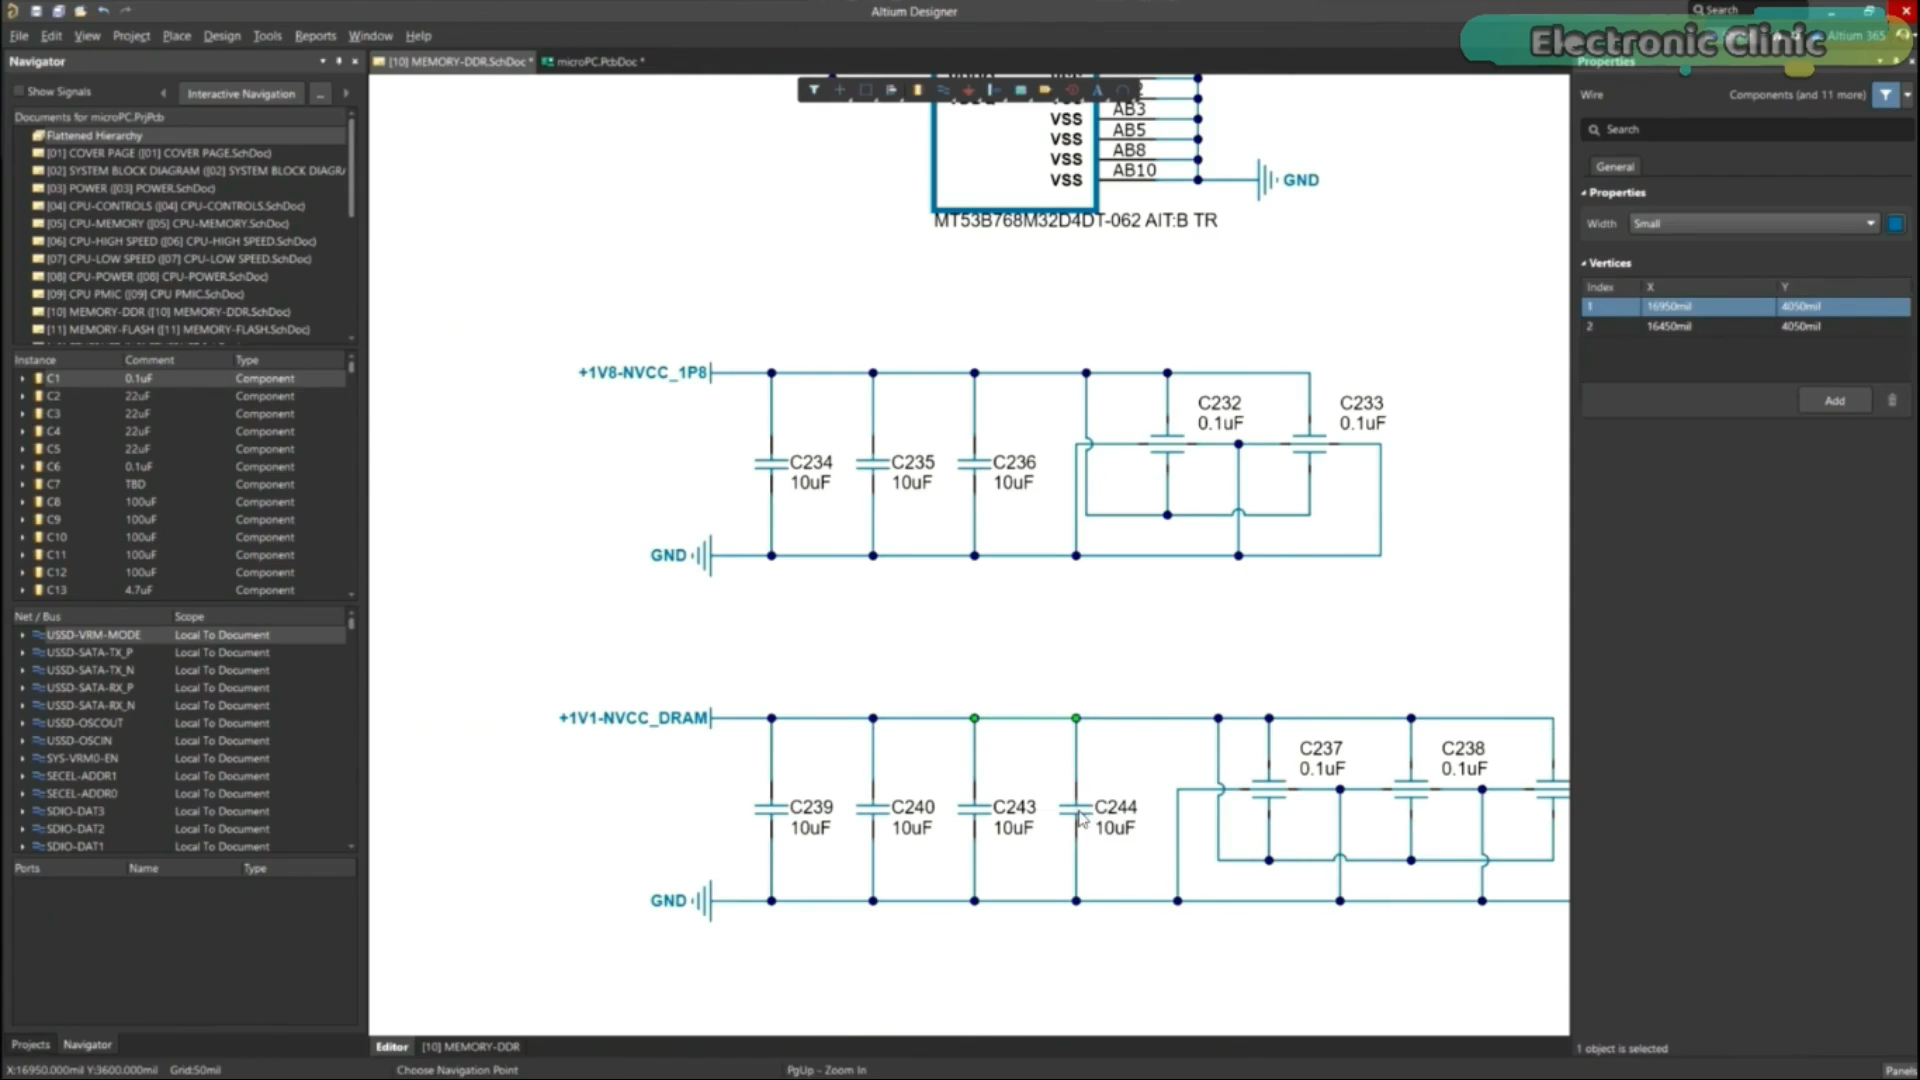 Altium Designer
Search
File Edit View Project Place Design Tools Reports Window Help
Altium 365
Electronic Clinic
Navigator
[10] MEMORY-DDR.SchDoc *
microPC.PcbDoc *
Properties
Show Signals
Interactive Navigation
...
Wire
Components (and 11 more)
Documents for microPC.PrjPcb
Search
Flattened Hierarchy
[01] COVER PAGE ([01] COVER PAGE.SchDoc)
[02] SYSTEM BLOCK DIAGRAM ([02] SYSTEM BLOCK DIAGRA
[03] POWER ([03] POWER.SchDoc)
[04] CPU-CONTROLS ([04] CPU-CONTROLS.SchDoc)
[05] CPU-MEMORY ([05] CPU-MEMORY.SchDoc)
[06] CPU-HIGH SPEED ([06] CPU-HIGH SPEED.SchDoc)
[07] CPU-LOW SPEED ([07] CPU-LOW SPEED.SchDoc)
[08] CPU-POWER ([08] CPU-POWER.SchDoc)
[09] CPU PMIC ([09] CPU PMIC.SchDoc)
[10] MEMORY-DDR ([10] MEMORY-DDR.SchDoc)
[11] MEMORY-FLASH ([11] MEMORY-FLASH.SchDoc)
General
Properties
Width Small
Vertices
Index X Y
1 16950mil 4050mil
2 16450mil 4050mil
Add
VSS AB3
VSS AB5
VSS AB8
VSS AB10
GND
MT53B768M32D4DT-062 AIT:B TR
Instance Comment Type
C1 0.1uF Component
C2 22uF Component
C3 22uF Component
C4 22uF Component
C5 22uF Component
C6 0.1uF Component
C7 TBD Component
C8 100uF Component
C9 100uF Component
C10 100uF Component
C11 100uF Component
C12 100uF Component
C13 4.7uF Component
+1V8-NVCC_1P8
C232
0.1uF
C233
0.1uF
C234
10uF
C235
10uF
C236
10uF
GND
Net / Bus Scope
USSD-VRM-MODE Local To Document
USSD-SATA-TX_P Local To Document
USSD-SATA-TX_N Local To Document
USSD-SATA-RX_P Local To Document
USSD-SATA-RX_N Local To Document
USSD-OSCOUT Local To Document
USSD-OSCIN Local To Document
SYS-VRM0-EN Local To Document
SECEL-ADDR1 Local To Document
SECEL-ADDR0 Local To Document
SDIO-DAT3 Local To Document
SDIO-DAT2 Local To Document
SDIO-DAT1 Local To Document
+1V1-NVCC_DRAM
C237
0.1uF
C238
0.1uF
C239
10uF
C240
10uF
C243
10uF
C244
10uF
GND
Ports Name Type
Projects Navigator
Editor [10] MEMORY-DDR
1 object is selected
X:16950.000mil Y:3600.000mil Grid:50mil
Choose Navigation Point
PgUp - Zoom In
Panels